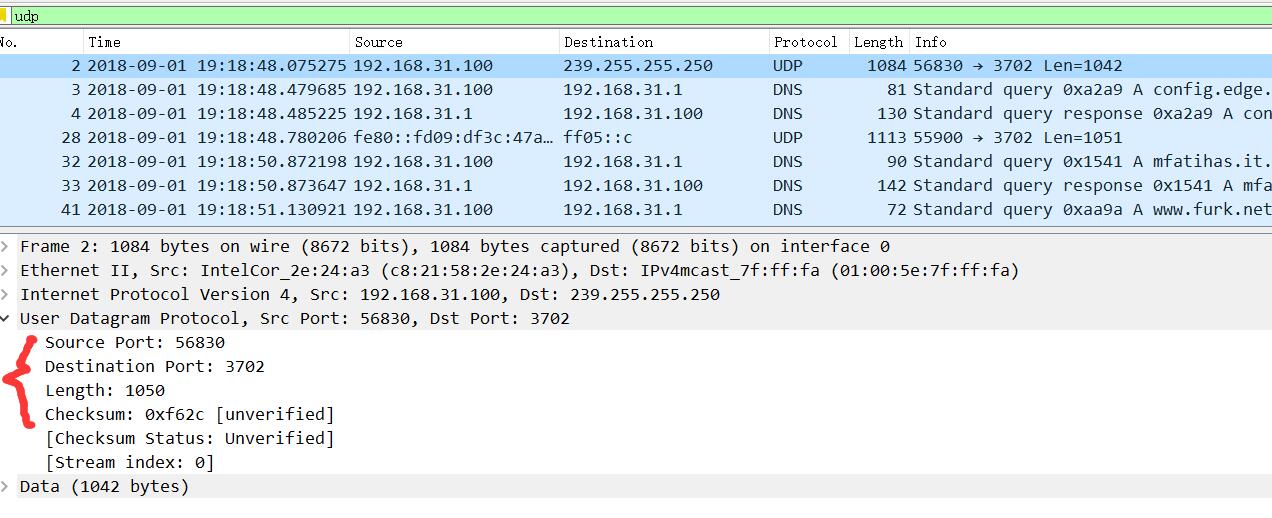 udp
No. Time Source Destination Protocol Length Info
2 2018-09-01 19:18:48.075275 192.168.31.100 239.255.255.250 UDP 1084 56830 → 3702 Len=1042
3 2018-09-01 19:18:48.479685 192.168.31.100 192.168.31.1 DNS 81 Standard query 0xa2a9 A config.edge.
4 2018-09-01 19:18:48.485225 192.168.31.1 192.168.31.100 DNS 130 Standard query response 0xa2a9 A con
28 2018-09-01 19:18:48.780206 fe80::fd09:df3c:47a… ff05::c UDP 1113 55900 → 3702 Len=1051
32 2018-09-01 19:18:50.872198 192.168.31.100 192.168.31.1 DNS 90 Standard query 0x1541 A mfatihas.it.
33 2018-09-01 19:18:50.873647 192.168.31.1 192.168.31.100 DNS 142 Standard query response 0x1541 A mfa
41 2018-09-01 19:18:51.130921 192.168.31.100 192.168.31.1 DNS 72 Standard query 0xaa9a A www.furk.net
Frame 2: 1084 bytes on wire (8672 bits), 1084 bytes captured (8672 bits) on interface 0
Ethernet II, Src: IntelCor_2e:24:a3 (c8:21:58:2e:24:a3), Dst: IPv4mcast_7f:ff:fa (01:00:5e:7f:ff:fa)
Internet Protocol Version 4, Src: 192.168.31.100, Dst: 239.255.255.250
User Datagram Protocol, Src Port: 56830, Dst Port: 3702
Source Port: 56830
Destination Port: 3702
Length: 1050
Checksum: 0xf62c [unverified]
[Checksum Status: Unverified]
[Stream index: 0]
Data (1042 bytes)